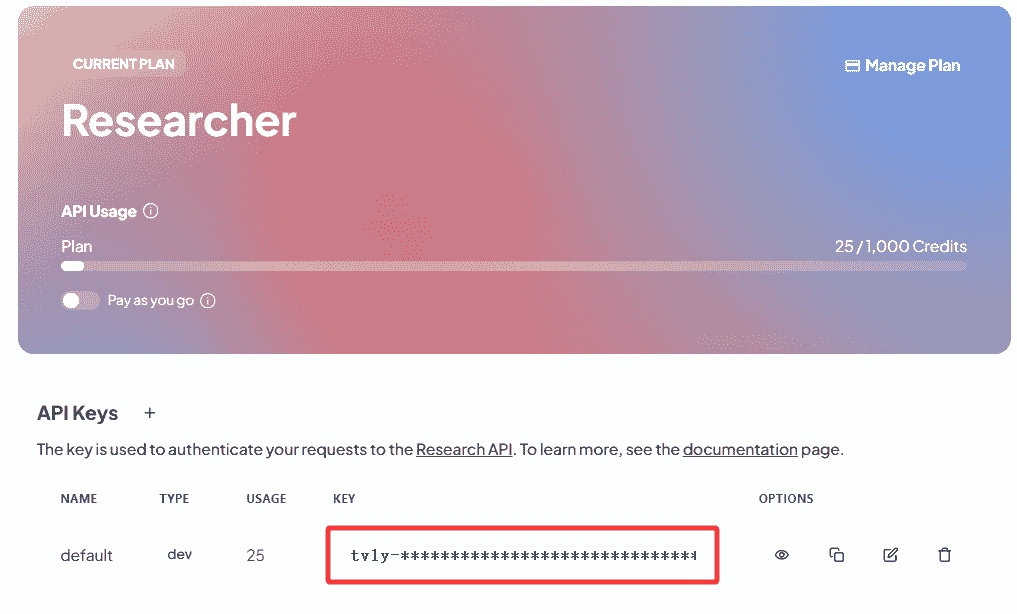 CURRENT PLAN
Manage Plan
Researcher
API Usage
Plan
25 / 1,000 Credits
Pay as you go
API Keys +
The key is used to authenticate your requests to the Research API. To learn more, see the documentation page.
NAME TYPE USAGE KEY OPTIONS
default dev 25 tvly-******************************